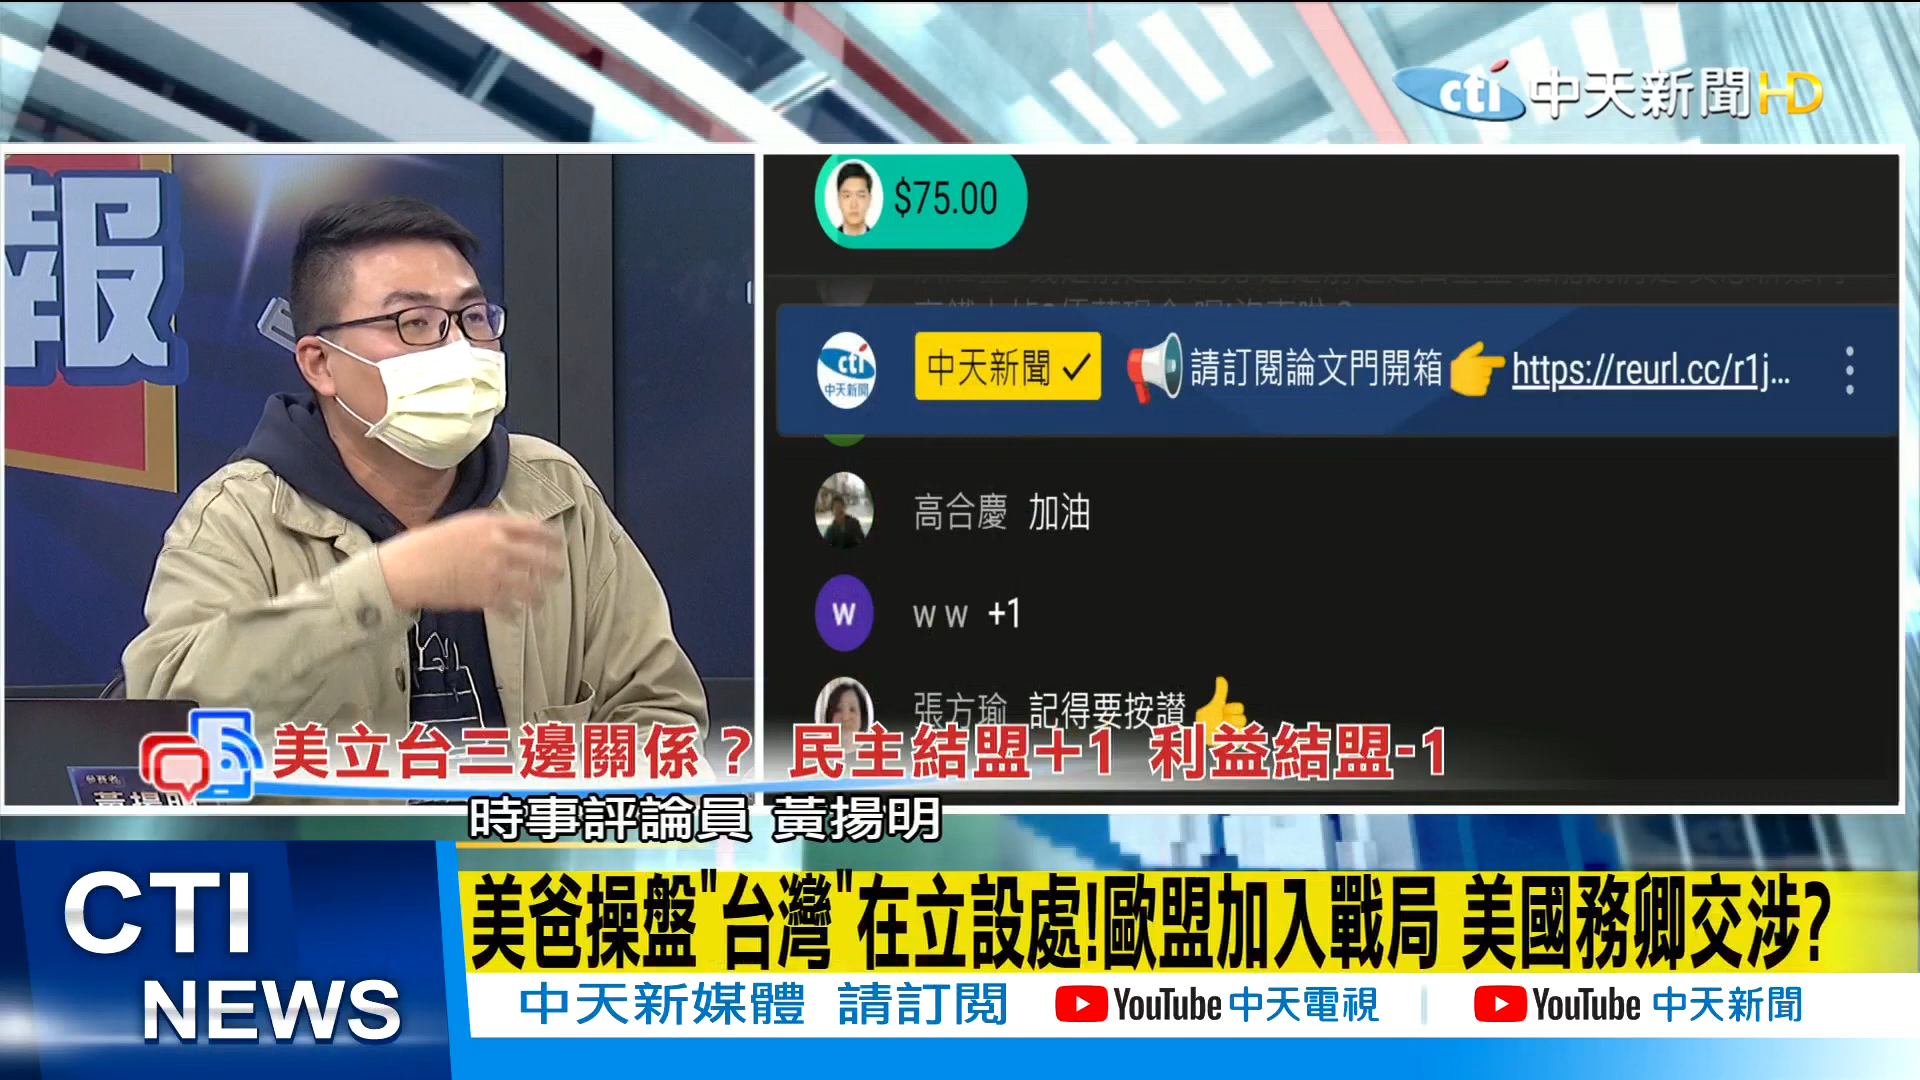 cti 中天新聞HD
報
$75.00
cti
中天新聞
中天新聞 ✓ 📢請訂閱論文門開箱👉https://reurl.cc/r1j...
高合慶 加油
W
w w +1
張方瑜 記得要按讚👍
美立台三邊關係? 民主結盟+1 利益結盟-1
時事評論員 黃揚明
CTI
NEWS
美爸操盤"台灣"在立設處!歐盟加入戰局 美國務卿交涉?
中天新媒體 請訂閱 YouTube 中天電視 | YouTube 中天新聞